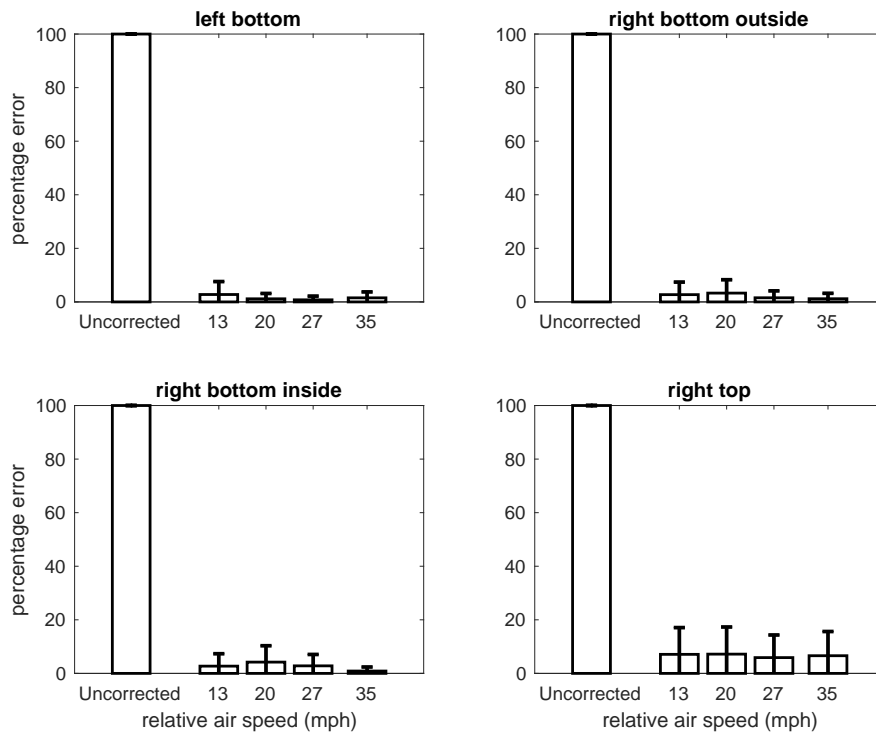 left bottom
percentage error
100
80
60
40
20
0
Uncorrected 13 20 27 35
right bottom outside
100
80
60
40
20
0
Uncorrected 13 20 27 35
right bottom inside
percentage error
100
80
60
40
20
0
Uncorrected 13 20 27 35
relative air speed (mph)
right top
100
80
60
40
20
0
Uncorrected 13 20 27 35
relative air speed (mph)